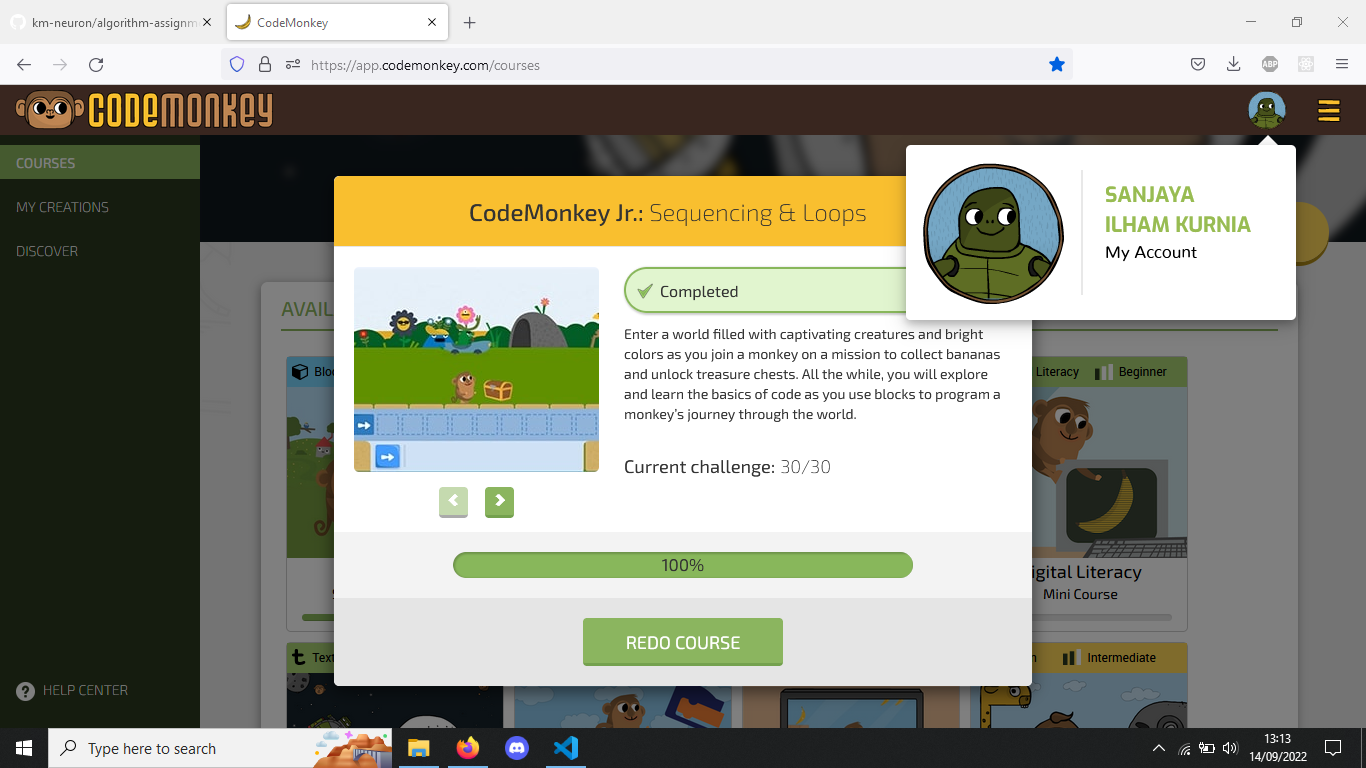 km-neuron/algorithm-assignm
CodeMonkey
https://app.codemonkey.com/courses
ABP
CODEMONKEY
COURSES
MY CREATIONS
DISCOVER
HELP CENTER
SANJAYA
ILHAM KURNIA
My Account
CodeMonkey Jr.: Sequencing & Loops
Completed
Enter a world filled with captivating creatures and bright
colors as you join a monkey on a mission to collect bananas
and unlock treasure chests. All the while, you will explore
and learn the basics of code as you use blocks to program a
monkey's journey through the world.
Current challenge: 30/30
100%
REDO COURSE
AVAIL
Bloc
Literacy
Beginner
igital Literacy
Mini Course
Text
Intermediate
Type here to search
13:13
14/09/2022